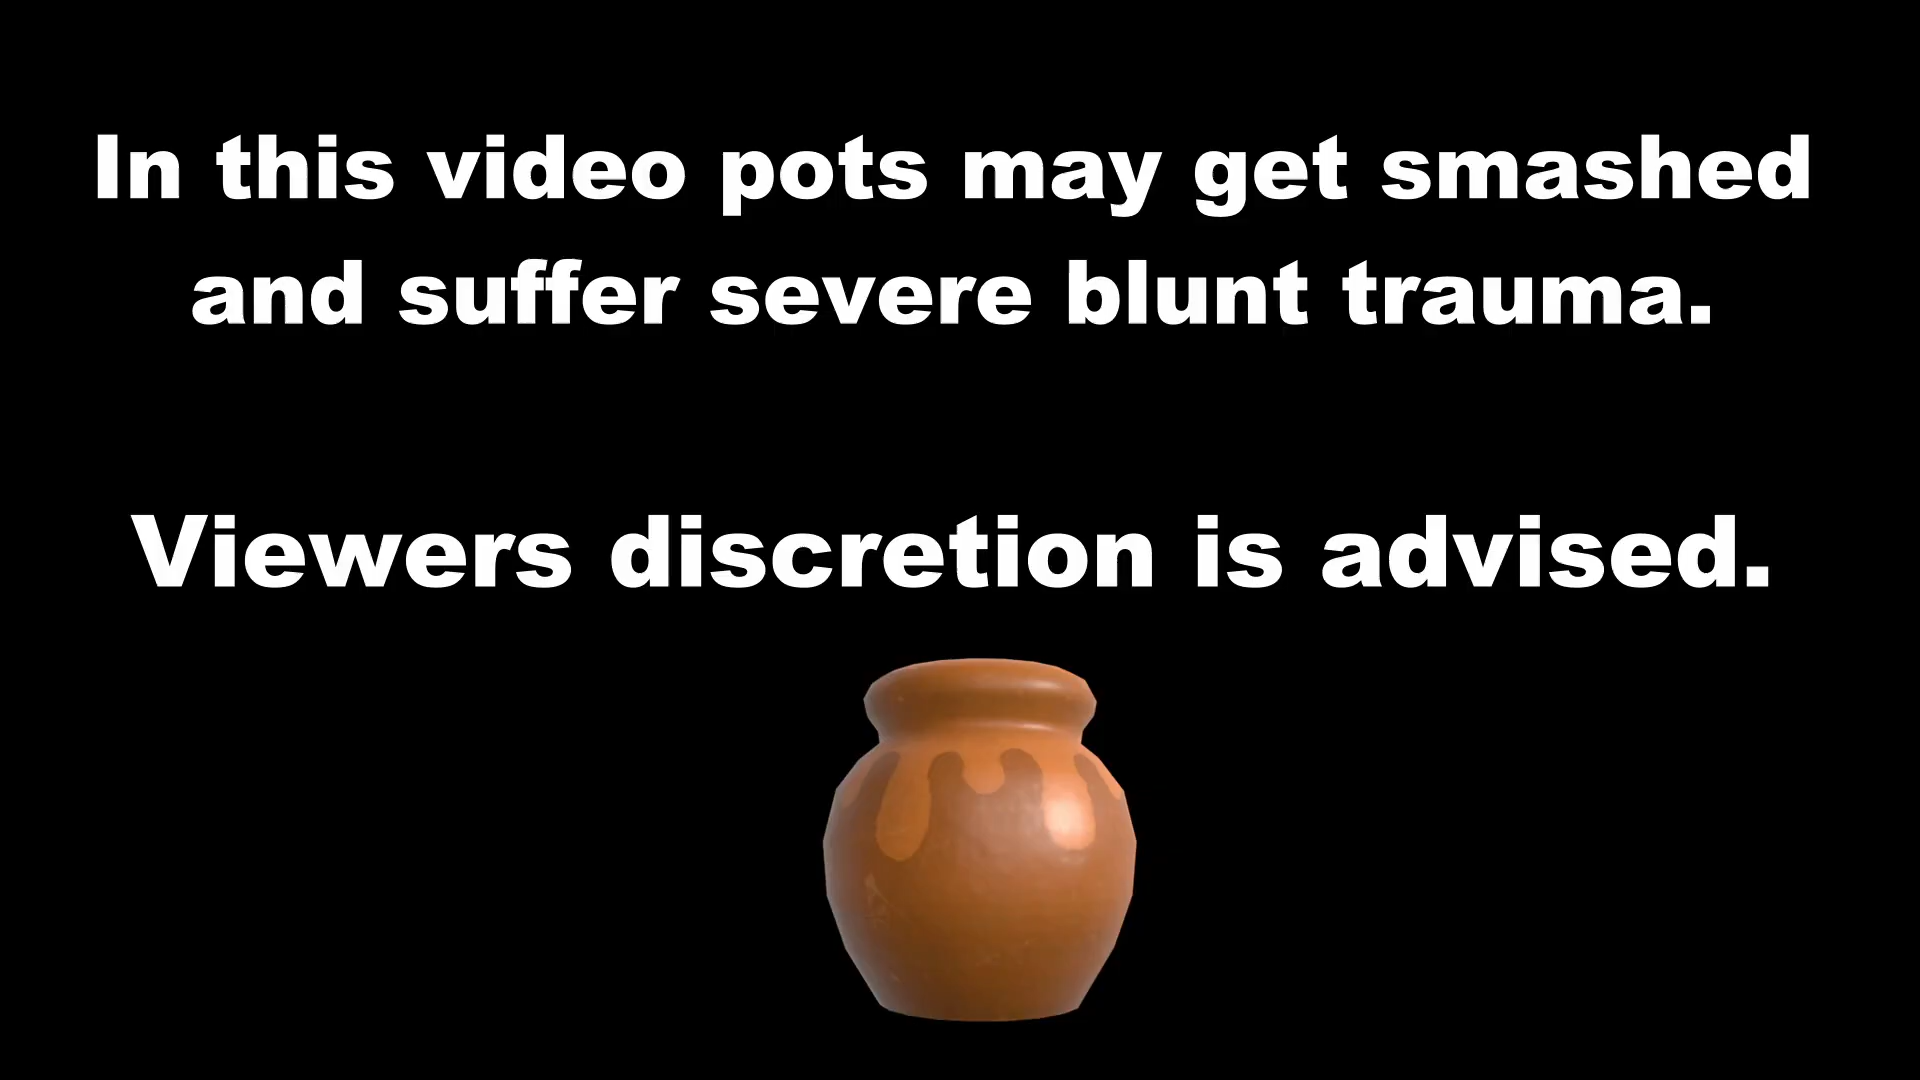 In this video pots may get smashed
and suffer severe blunt trauma.
Viewers discretion is advised.